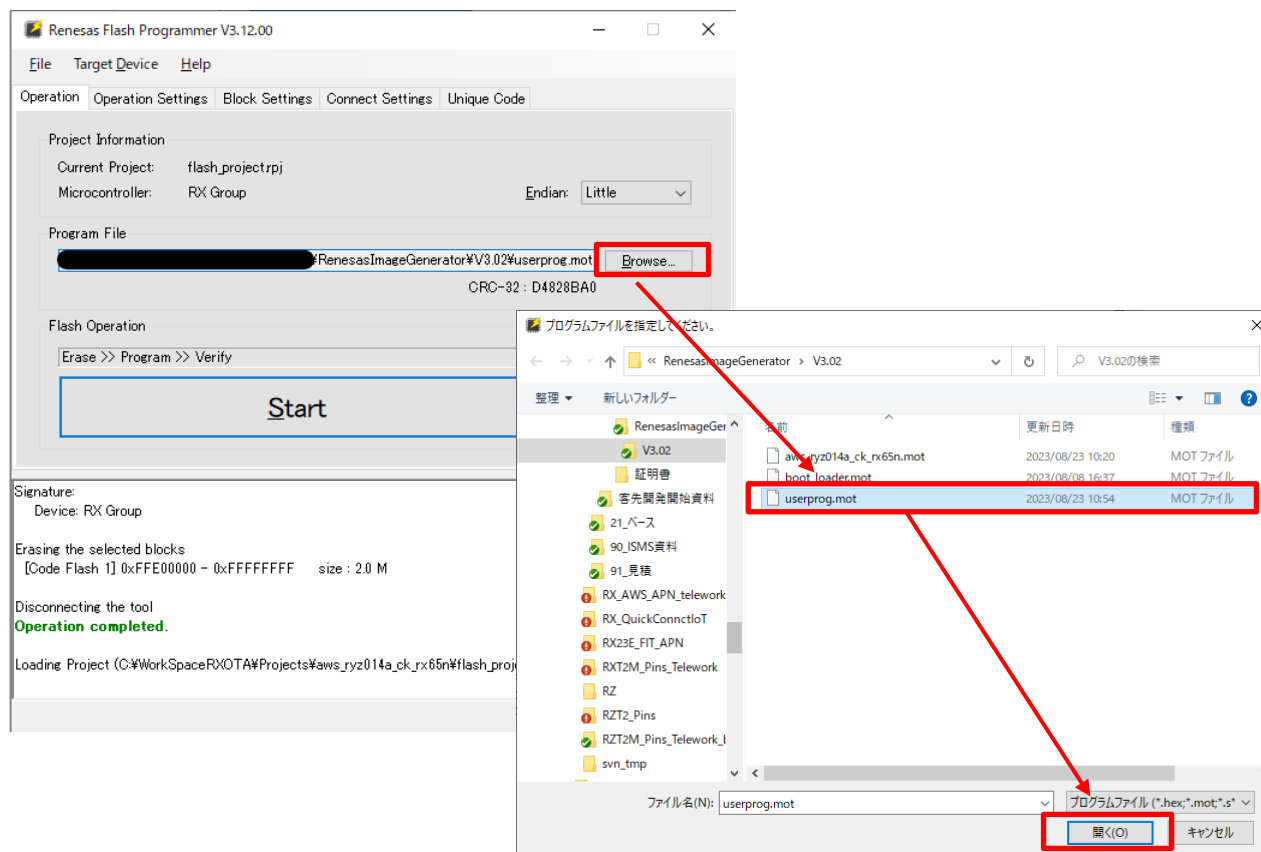 Renesas Flash Programmer V3.12.00
File Target Device Help
Operation Operation Settings Block Settings Connect Settings Unique Code
Project Information
Current Project: flash_project.rpj
Microcontroller: RX Group Endian: Little
Program File
¥RenesasImageGenerator¥V3.02¥userprog.mot Browse...
CRC-32 : D4828BA0
Flash Operation
Erase >> Program >> Verify
Start
Signature:
Device: RX Group
Erasing the selected blocks
[Code Flash 1] 0xFFE00000 - 0xFFFFFFFF size : 2.0 M
Disconnecting the tool
Operation completed.
Loading Project (C:¥WorkSpaceRXOTA¥Projects¥aws_ryz014a_ck_rx65n¥flash_proje
プログラムファイルを指定してください。
« RenesasImageGenerator › V3.02 V3.02の検索
整理 新しいフォルダー
RenesasImageGer
V3.02
証明書
客先開発開始資料
21_ベース
90_ISMS資料
91_見積
RX_AWS_APN_telework
RX_QuickConnctIoT
RX23E_FIT_APN
RXT2M_Pins_Telework
RZ
RZT2_Pins
RZT2M_Pins_Telework_b
svn_tmp
名前 更新日時 種類
aws_ryz014a_ck_rx65n.mot 2023/08/23 10:20 MOT ファイル
boot_loader.mot 2023/08/08 16:37 MOT ファイル
userprog.mot 2023/08/23 10:54 MOT ファイル
ファイル名(N): userprog.mot プログラムファイル (*.hex;*.mot;*.s*
開く(O) キャンセル